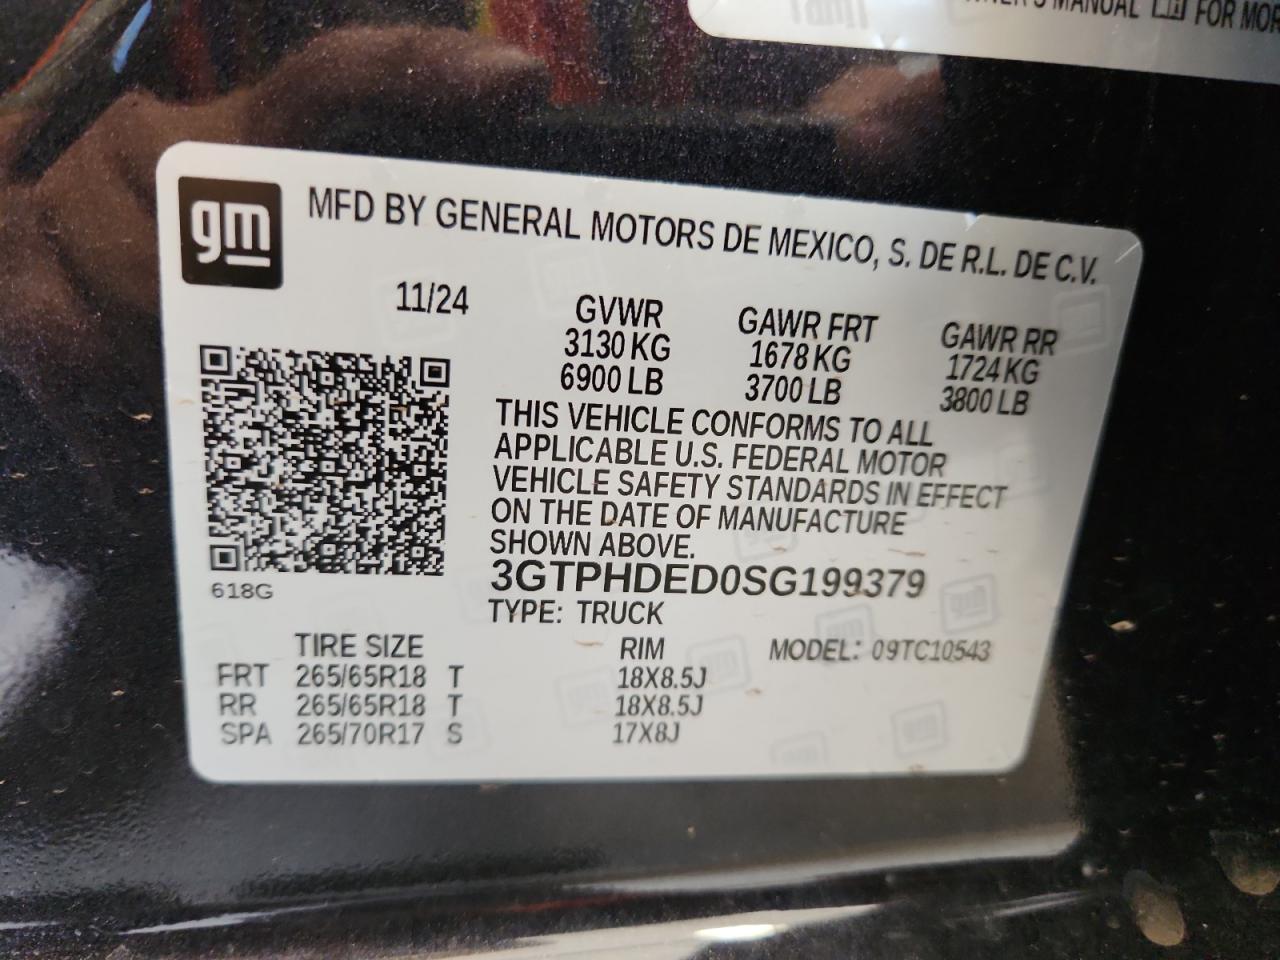 MANUAL FOR MOR
gm
MFD BY GENERAL MOTORS DE MEXICO, S. DE R.L. DE C.V.
11/24
GVWR GAWR FRT GAWR RR
3130 KG 1678 KG 1724 KG
6900 LB 3700 LB 3800 LB
THIS VEHICLE CONFORMS TO ALL
APPLICABLE U.S. FEDERAL MOTOR
VEHICLE SAFETY STANDARDS IN EFFECT
ON THE DATE OF MANUFACTURE
SHOWN ABOVE.
3GTPHDED0SG199379
618G
TYPE: TRUCK
TIRE SIZE RIM MODEL: 09TC10543
FRT 265/65R18 T 18X8.5J
RR 265/65R18 T 18X8.5J
SPA 265/70R17 S 17X8J